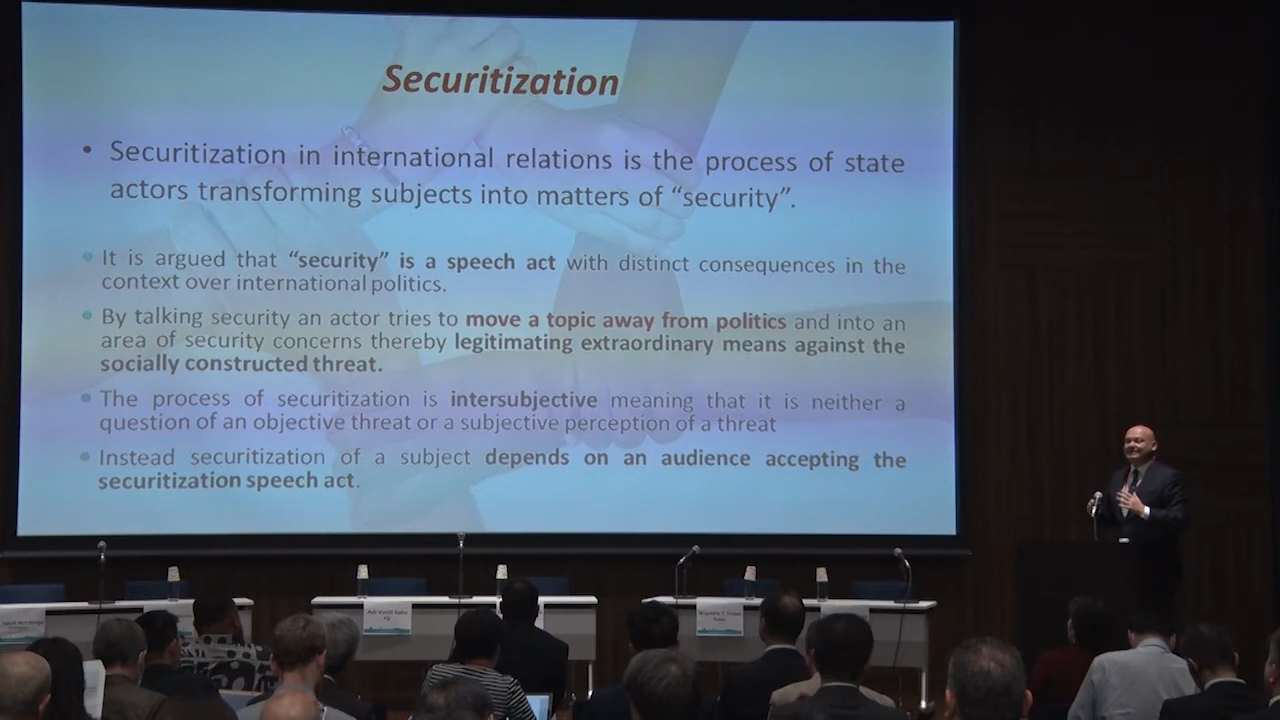 Securitization
• Securitization in international relations is the process of state
actors transforming subjects into matters of “security”.
• It is argued that “security” is a speech act with distinct consequences in the
context over international politics.
• By talking security an actor tries to move a topic away from politics and into an
area of security concerns thereby legitimating extraordinary means against the
socially constructed threat.
• The process of securitization is intersubjective meaning that it is neither a
question of an objective threat or a subjective perception of a threat
• Instead securitization of a subject depends on an audience accepting the
securitization speech act.